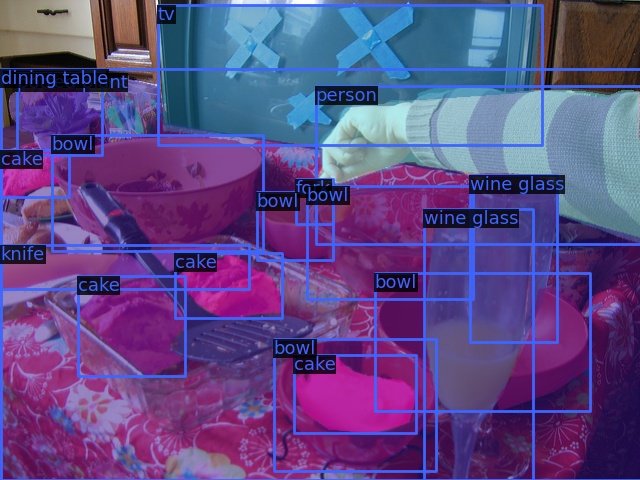 tv
dining table
nt
person
bowl
cake
fork
bowl
bowl
wine glass
wine glass
knife
cake
cake
bowl
bowl
cake